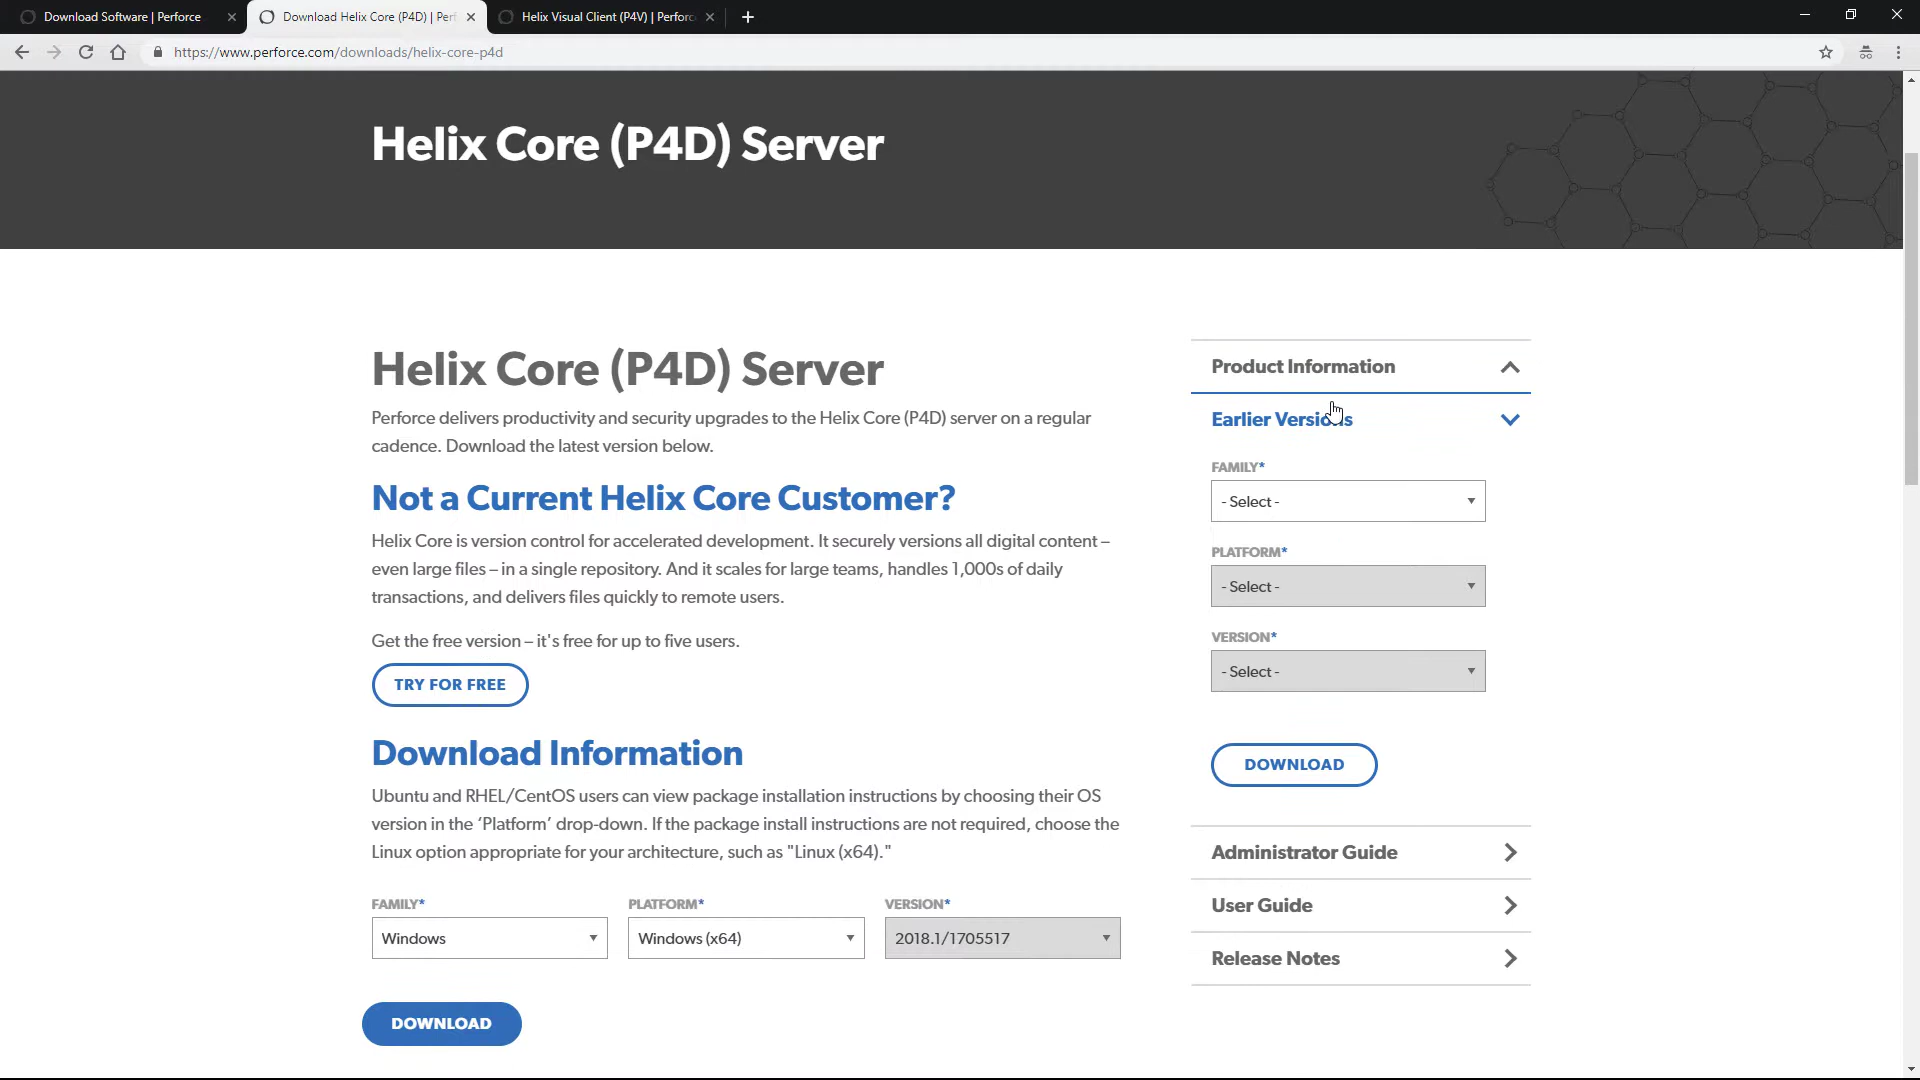 Download Software | Perforce
Download Helix Core (P4D) | Perf
Helix Visual Client (P4V) | Perforc
https://www.perforce.com/downloads/helix-core-p4d
Helix Core (P4D) Server
Helix Core (P4D) Server
Perforce delivers productivity and security upgrades to the Helix Core (P4D) server on a regular
cadence. Download the latest version below.
Not a Current Helix Core Customer?
Helix Core is version control for accelerated development. It securely versions all digital content –
even large files – in a single repository. And it scales for large teams, handles 1,000s of daily
transactions, and delivers files quickly to remote users.
Get the free version – it's free for up to five users.
TRY FOR FREE
Download Information
Ubuntu and RHEL/CentOS users can view package installation instructions by choosing their OS
version in the ‘Platform’ drop-down. If the package install instructions are not required, choose the
Linux option appropriate for your architecture, such as "Linux (x64)."
FAMILY*
PLATFORM*
VERSION*
Windows
Windows (x64)
2018.1/1705517
DOWNLOAD
Product Information
Earlier Versions
FAMILY*
- Select -
PLATFORM*
- Select -
VERSION*
- Select -
DOWNLOAD
Administrator Guide
User Guide
Release Notes